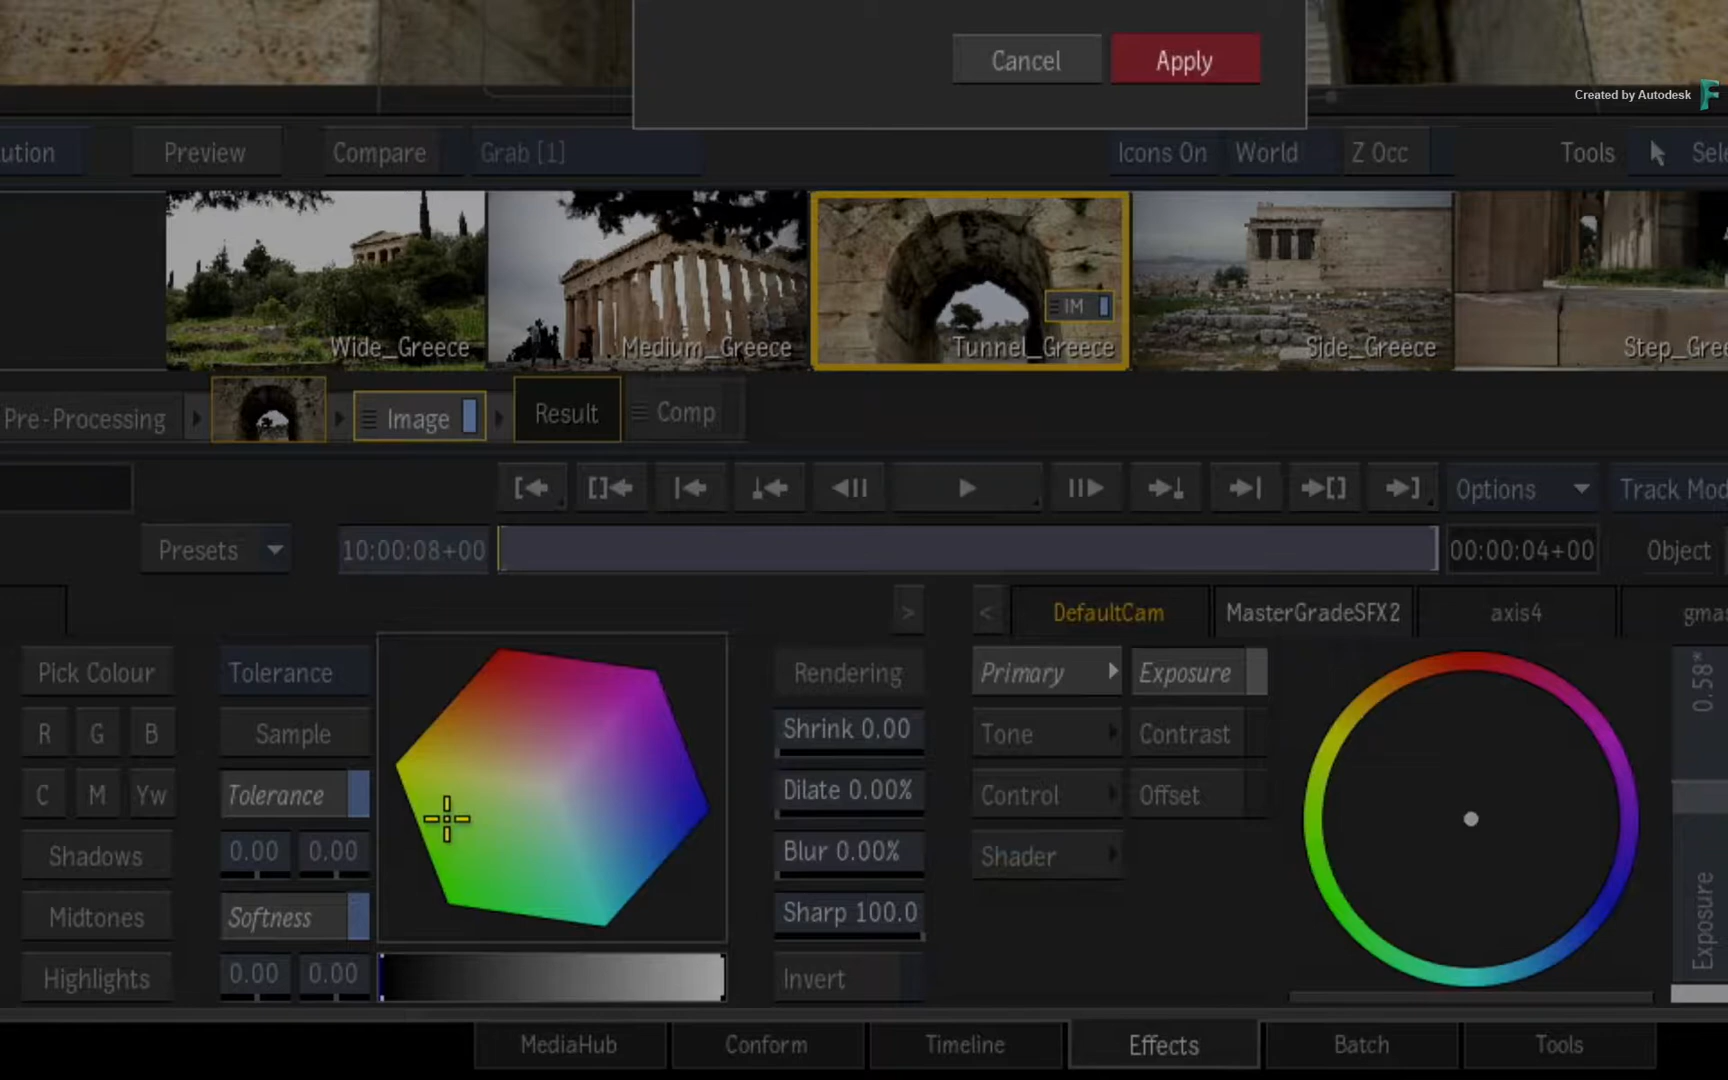 Cancel
Apply
Created by Autodesk
ution
Preview
Compare
Grab [1]
Icons On
World
Z Occ
Tools
Sele
Wide_Greece
Medium_Greece
1M
Tunnel_Greece
Side_Greece
Step_Gree
Pre-Processing
Image
Result
Comp
Options
Track Mod
Presets
10:00:08+00
00:00:04+00
Object
>
<
DefaultCam
MasterGradeSFX2
axis4
gmas
Pick Colour
Tolerance
Rendering
Primary
Exposure
0.58*
R
G
B
Sample
Shrink 0.00
Tone
Contrast
C
M
Yw
Tolerance
Dilate 0.00%
Control
Offset
Shadows
0.00
0.00
Blur 0.00%
Shader
Midtones
Softness
Sharp 100.0
Exposure
Highlights
0.00
0.00
Invert
MediaHub
Conform
Timeline
Effects
Batch
Tools